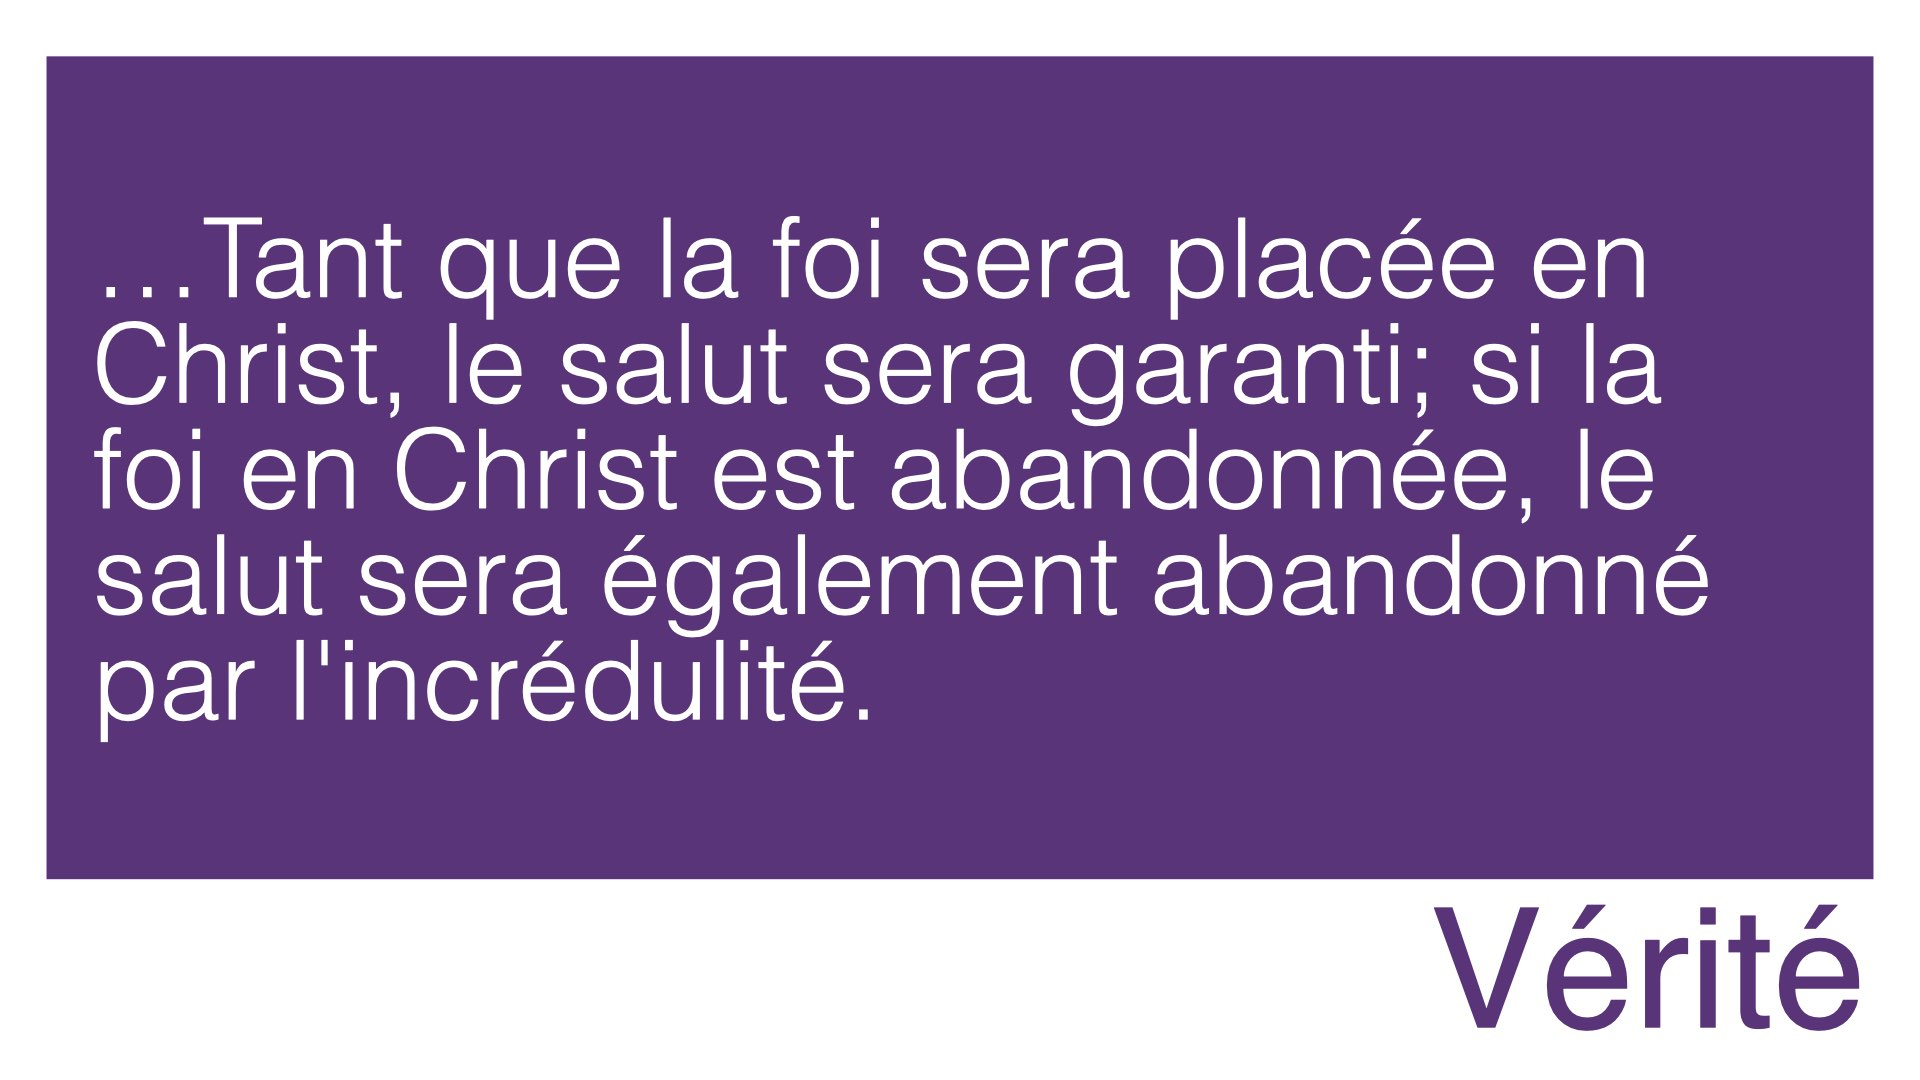 …Tant que la foi sera placée en
Christ, le salut sera garanti; si la
foi en Christ est abandonnée, le
salut sera également abandonné
par l'incrédulité.
Vérité